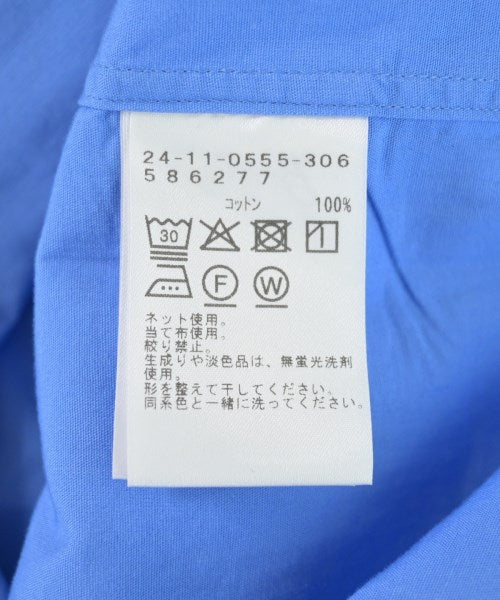 24-11-0555-306
586277
コットン 100%
30
F W
ネット使用。
当て布使用。
絞り禁止。
生成りや淡色品は、無蛍光洗剤
使用。
形を整えて干してください。
同系色と一緒に洗ってください。